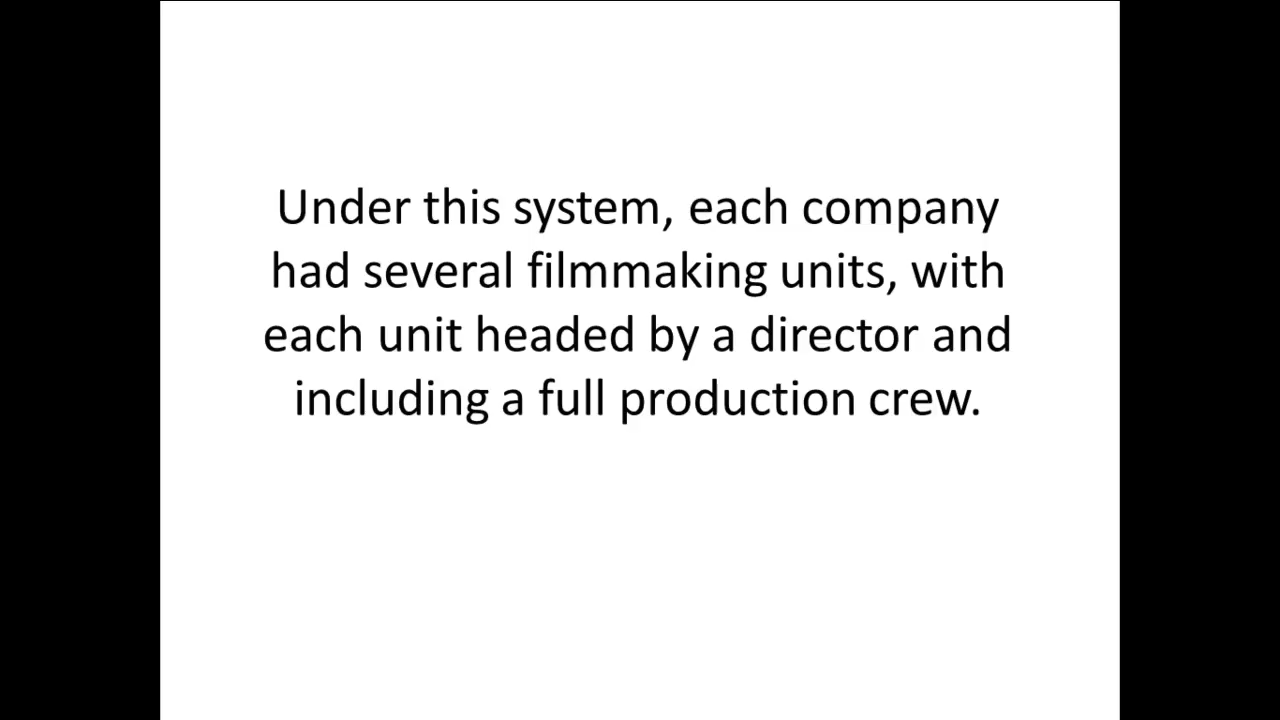 Under this system, each company
had several filmmaking units, with
each unit headed by a director and
including a full production crew.